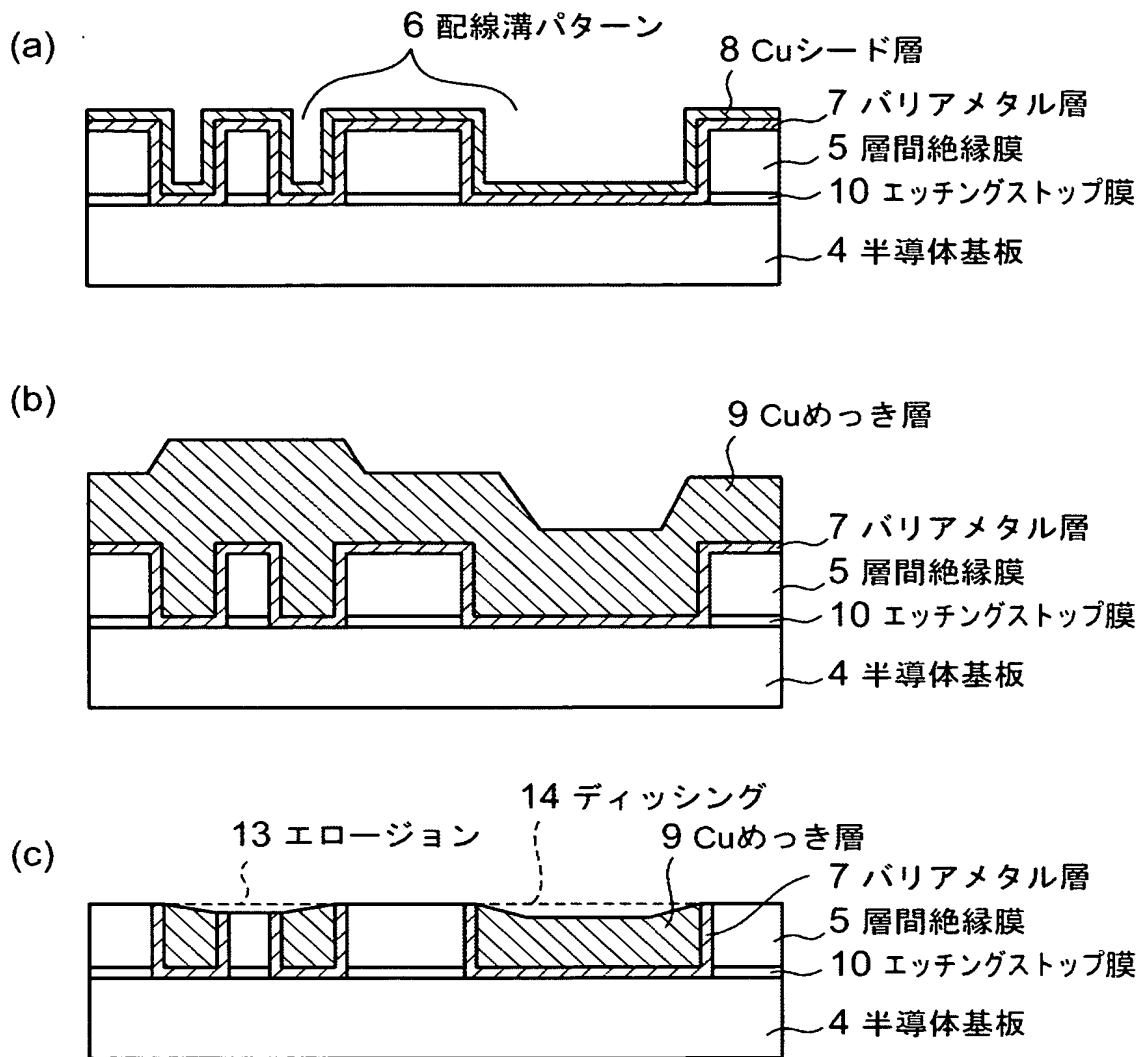 (a)
6 配線溝パターン
8 Cuシード層
7 バリアメタル層
5 層間絶縁膜
10 エッチングストップ膜
4 半導体基板
(b)
9 Cuめっき層
7 バリアメタル層
5 層間絶縁膜
10 エッチングストップ膜
4 半導体基板
(c)
13 エロージョン
14 ディッシング
9 Cuめっき層
7 バリアメタル層
5 層間絶縁膜
10 エッチングストップ膜
4 半導体基板